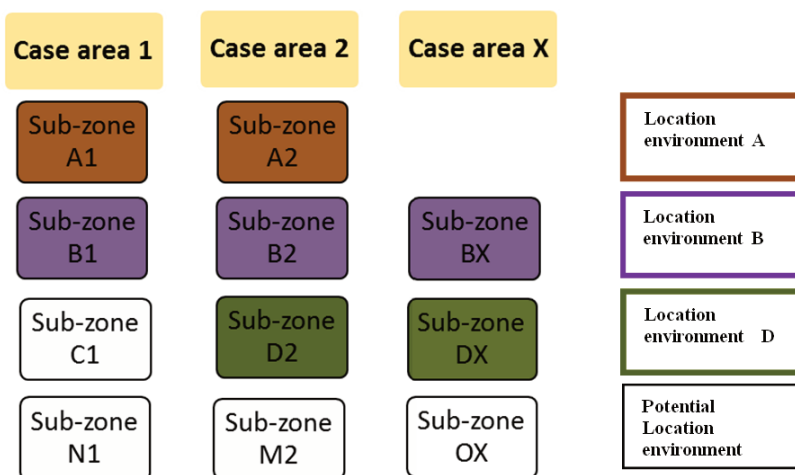 Case area 1
Case area 2
Case area X
Sub-zone
A1
Sub-zone
A2
Location
environment A
Sub-zone
B1
Sub-zone
B2
Sub-zone
BX
Location
environment B
Sub-zone
C1
Sub-zone
D2
Sub-zone
DX
Location
environment D
Sub-zone
N1
Sub-zone
M2
Sub-zone
OX
Potential
Location
environment